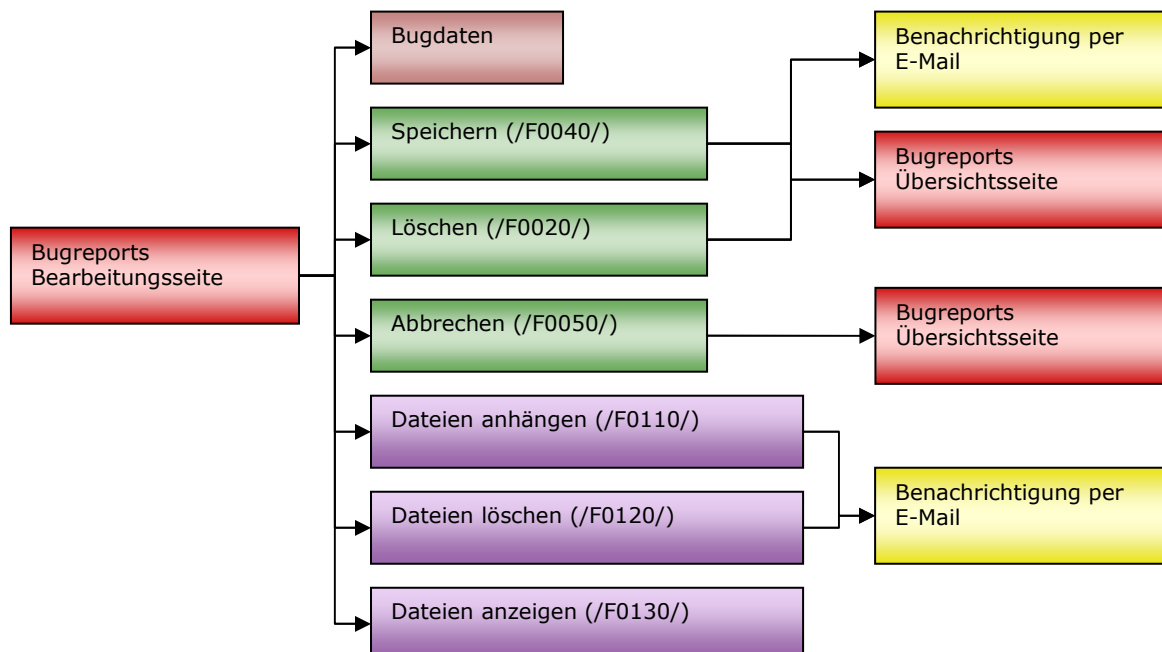 Bugreports
Bearbeitungsseite
Bugdaten
Speichern (/F0040/)
Löschen (/F0020/)
Abbrechen (/F0050/)
Dateien anhängen (/F0110/)
Dateien löschen (/F0120/)
Dateien anzeigen (/F0130/)
Benachrichtigung per
E-Mail
Bugreports
Übersichtsseite
Bugreports
Übersichtsseite
Benachrichtigung per
E-Mail